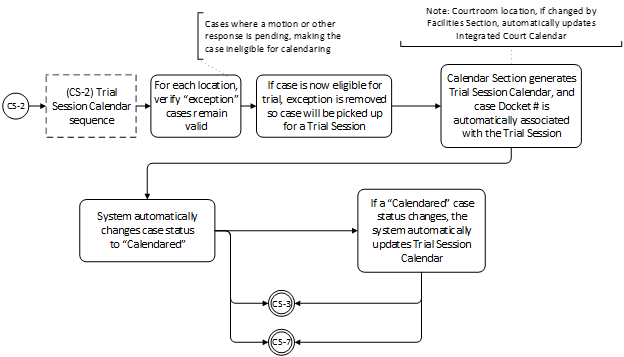 Cases where a motion or other
response is pending, making the
case ineligible for calendaring
Note: Courtroom location, if changed by
Facilities Section, automatically updates
Integrated Court Calendar
CS-2
(CS-2) Trial
Session Calendar
sequence
For each location,
verify “exception”
cases remain
valid
If case is now eligible for
trial, exception is removed
so case will be picked up
for a Trial Session
Calendar Section generates
Trial Session Calendar, and
case Docket # is
automatically associated
with the Trial Session
System automatically
changes case status
to “Calendared”
If a “Calendared” case
status changes, the
system automatically
updates Trial Session
Calendar
CS-3
CS-7